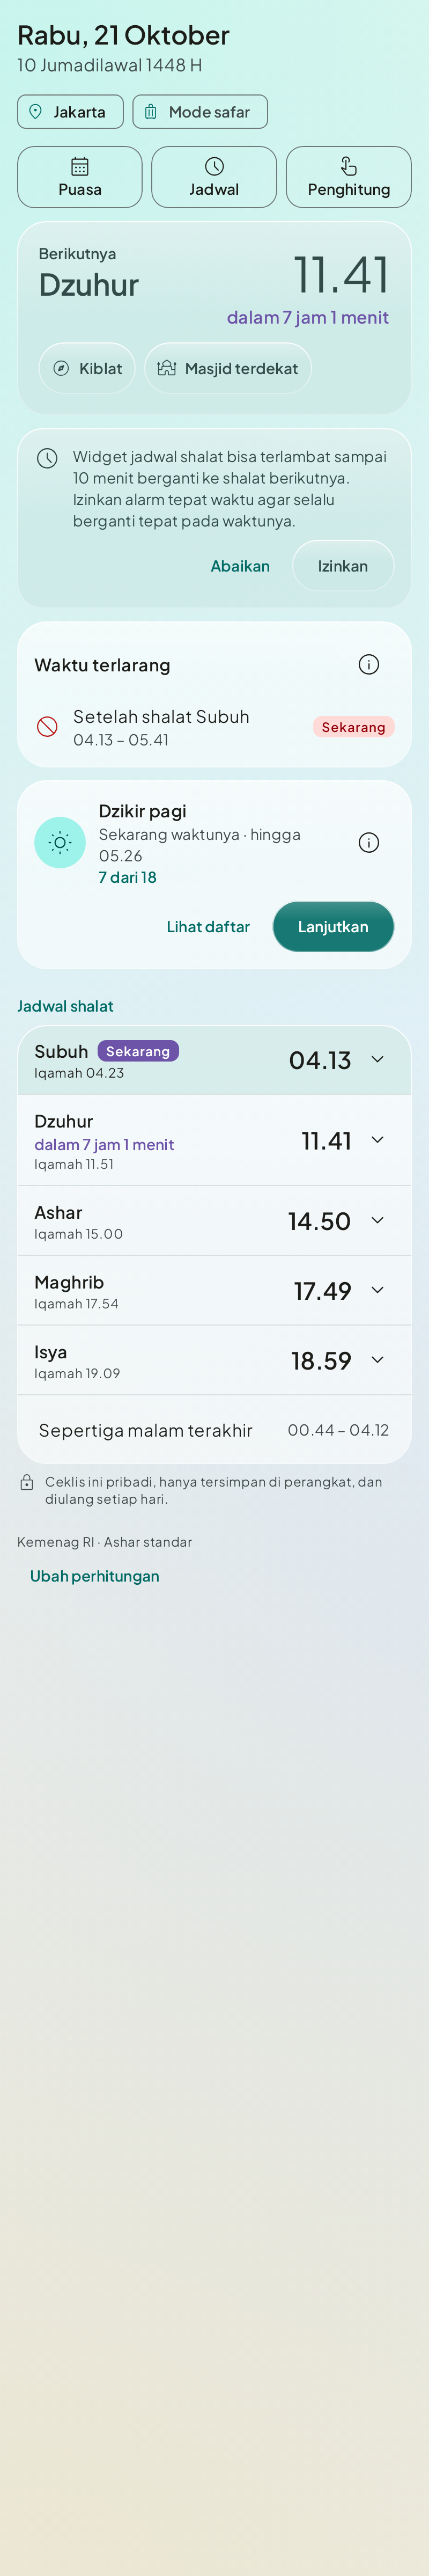 Rabu, 21 Oktober
10 Jumadilawal 1448 H
Jakarta
Mode safar
Puasa
Jadwal
Penghitung
Berikutnya
Dzuhur
11.41
dalam 7 jam 1 menit
Kiblat
Masjid terdekat
Widget jadwal shalat bisa terlambat sampai
10 menit berganti ke shalat berikutnya.
Izinkan alarm tepat waktu agar selalu
berganti tepat pada waktunya.
Abaikan
Izinkan
Waktu terlarang
Setelah shalat Subuh
04.13 – 05.41
Sekarang
Dzikir pagi
Sekarang waktunya · hingga
05.26
7 dari 18
Lihat daftar
Lanjutkan
Jadwal shalat
Subuh
Sekarang
Iqamah 04.23
04.13
Dzuhur
dalam 7 jam 1 menit
Iqamah 11.51
11.41
Ashar
Iqamah 15.00
14.50
Maghrib
Iqamah 17.54
17.49
Isya
Iqamah 19.09
18.59
Sepertiga malam terakhir
00.44 – 04.12
Ceklis ini pribadi, hanya tersimpan di perangkat, dan
diulang setiap hari.
Kemenag RI · Ashar standar
Ubah perhitungan